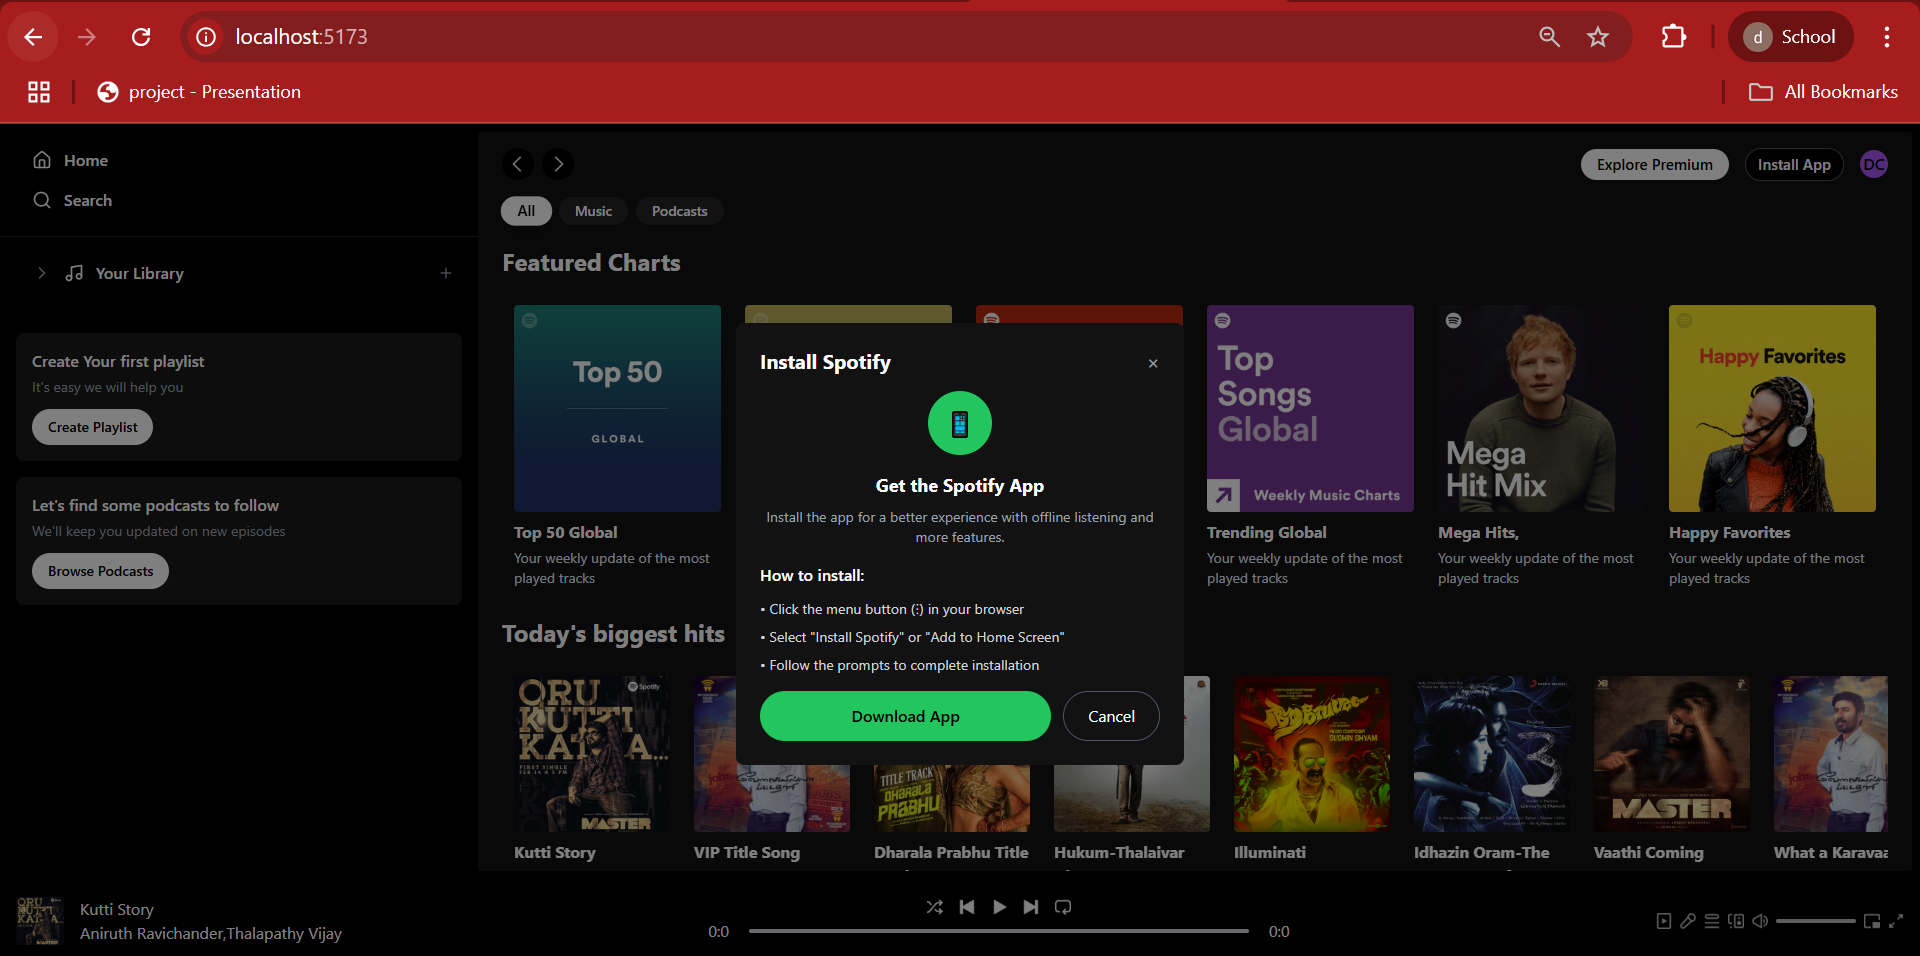 localhost:5173
d School
project - Presentation
All Bookmarks
Home
Search
Your Library
Create Your first playlist
It's easy we will help you
Create Playlist
Let's find some podcasts to follow
We'll keep you updated on new episodes
Browse Podcasts
Explore Premium
Install App
DC
All
Music
Podcasts
Featured Charts
Top 50
GLOBAL
Top 50 Global
Your weekly update of the most
played tracks
Install Spotify
×
Get the Spotify App
Install the app for a better experience with offline listening and
more features.
How to install:
• Click the menu button (⋮) in your browser
• Select "Install Spotify" or "Add to Home Screen"
• Follow the prompts to complete installation
Download App
Cancel
Top
Songs
Global
Weekly Music Charts
Trending Global
Your weekly update of the most
played tracks
Mega
Hit Mix
Mega Hits,
Your weekly update of the most
played tracks
Happy Favorites
Happy Favorites
Your weekly update of the most
played tracks
Today's biggest hits
ORU
KUTTI
KATHA...
Spotify
FIRST SINGLE
MASTER
Kutti Story
VIP Title Song
TITLE TRACK
DHARALA
PRABHU
Dharala Prabhu Title
Hukum-Thalaivar
SUSHIN SHYAM
Illuminati
3
Idhazin Oram-The
MASTER
Vaathi Coming
What a Karavaa
Kutti Story
Aniruth Ravichander,Thalapathy Vijay
0:0
0:0